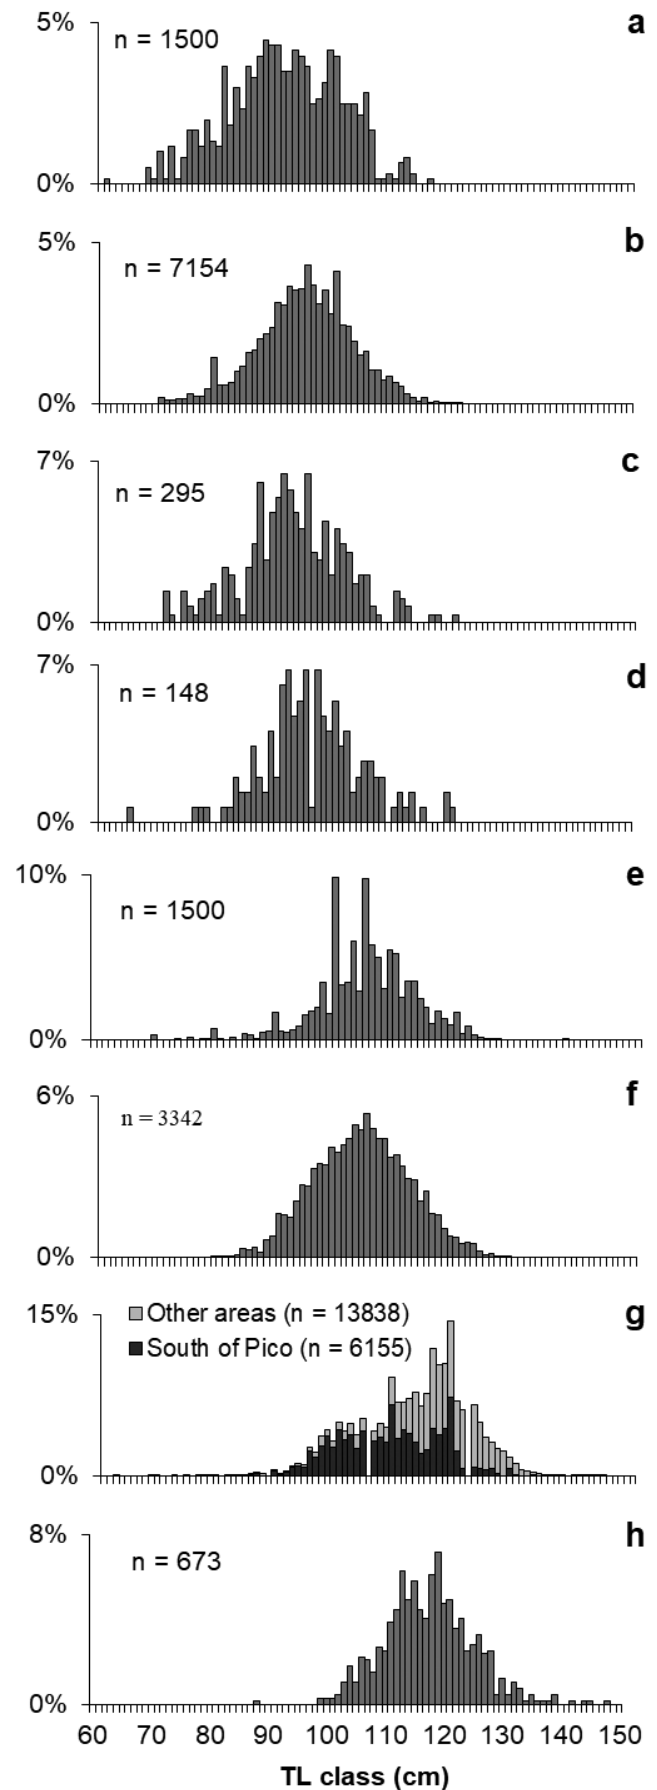 5%
a
n = 1500
0%
5%
b
n = 7154
0%
7%
c
n = 295
0%
7%
d
n = 148
0%
10%
e
n = 1500
0%
6%
f
n = 3342
0%
15%
g
Other areas (n = 13838)
South of Pico (n = 6155)
0%
8%
h
n = 673
0%
60 70 80 90 100 110 120 130 140 150
TL class (cm)